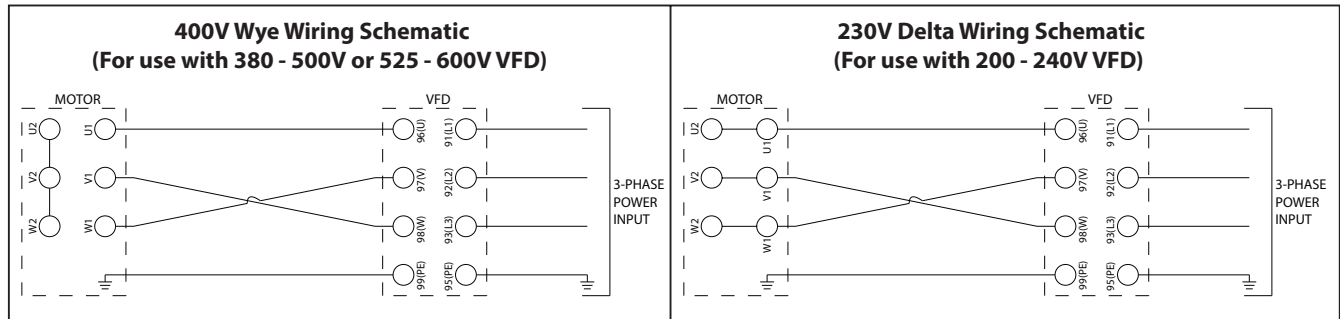 400V Wye Wiring Schematic
(For use with 380 - 500V or 525 - 600V VFD)
MOTOR
VFD
U2
U1
96(U)
91(L1)
V2
V1
97(V)
92(L2)
W2
W1
98(W)
93(L3)
99(PE)
95(PE)
3-PHASE
POWER
INPUT
230V Delta Wiring Schematic
(For use with 200 - 240V VFD)
MOTOR
VFD
U2
U1
96(U)
91(L1)
V2
V1
97(V)
92(L2)
W2
W1
98(W)
93(L3)
99(PE)
95(PE)
3-PHASE
POWER
INPUT